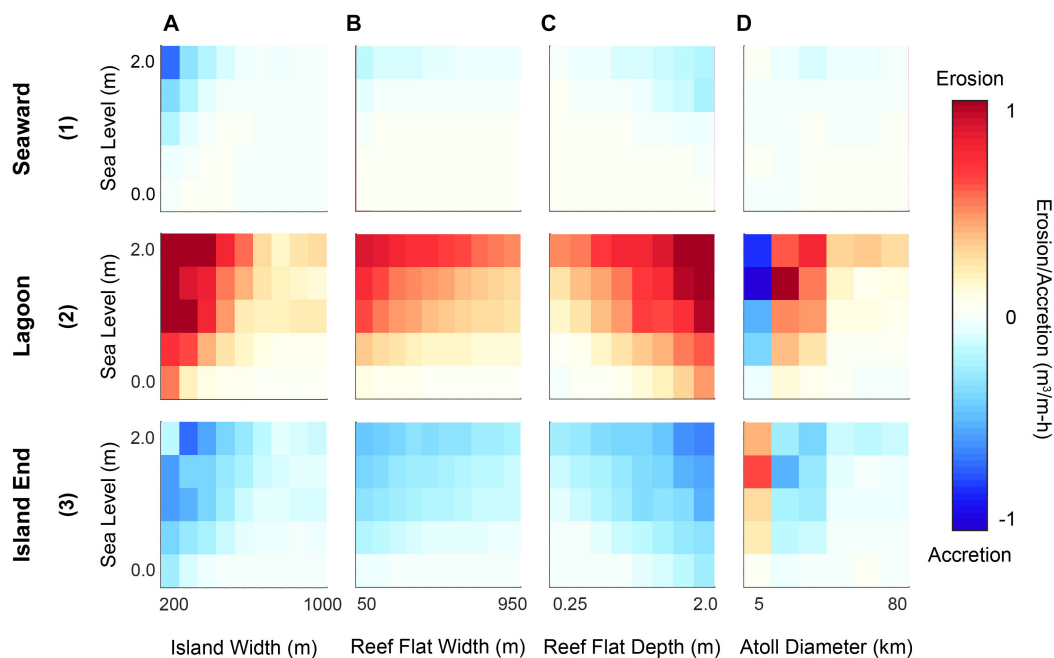 A B C D
Seaward
(1)
Sea Level (m)
2.0
0.0
Lagoon
(2)
Sea Level (m)
2.0
0.0
Island End
(3)
Sea Level (m)
2.0
0.0
200 1000
Island Width (m)
50 950
Reef Flat Width (m)
0.25 2.0
Reef Flat Depth (m)
5 80
Atoll Diameter (km)
Erosion
1
0
-1
Accretion
Erosion/Accretion (m³/m-h)